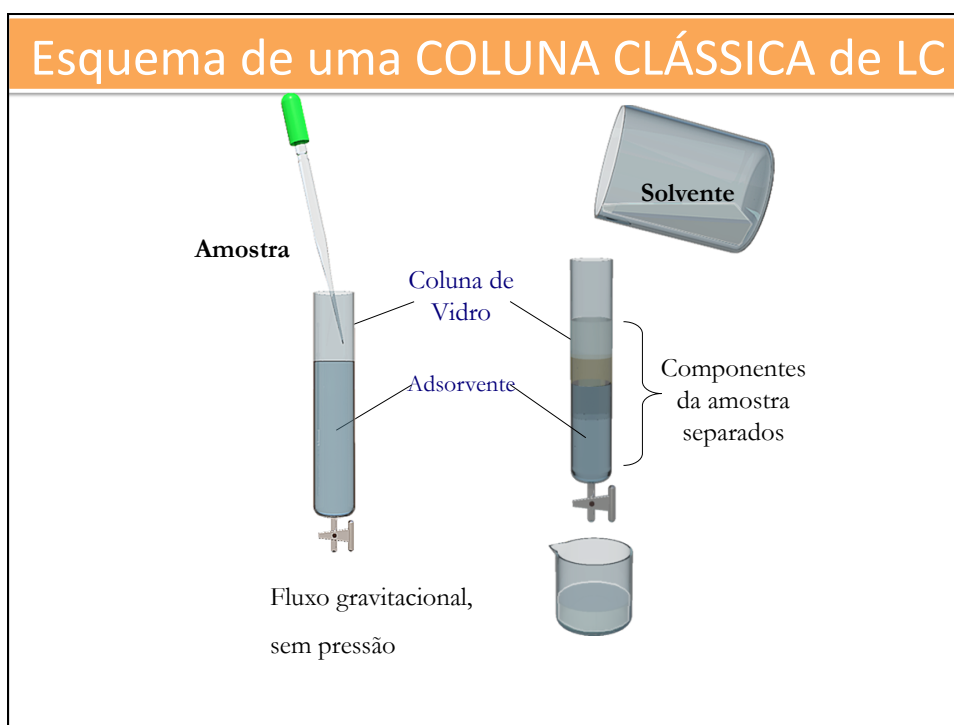 Esquema de uma COLUNA CLÁSSICA de LC
Solvente
Amostra
Coluna de
Vidro
Adsorvente
Componentes
da amostra
separados
Fluxo gravitacional,
sem pressão